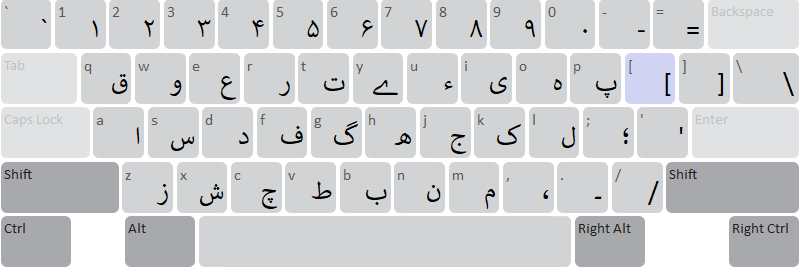 ` ` 1 ۱ 2 ۲ 3 ۳ 4 ۴ 5 ۵ 6 ۶ 7 ۷ 8 ۸ 9 ۹ 0 ۰ - - = = Backspace
Tab q ق w و e ع r ر t ت y ے u ء i ی o ہ p پ [ [ ] ] \ \
Caps Lock a ا s س d د f ف g گ h ھ j ج k ک l ل ; ؛ ' ' Enter
Shift z ز x ش c چ v ط b ب n ن m م , ، . ۔ / / Shift
Ctrl Alt Right Alt Right Ctrl